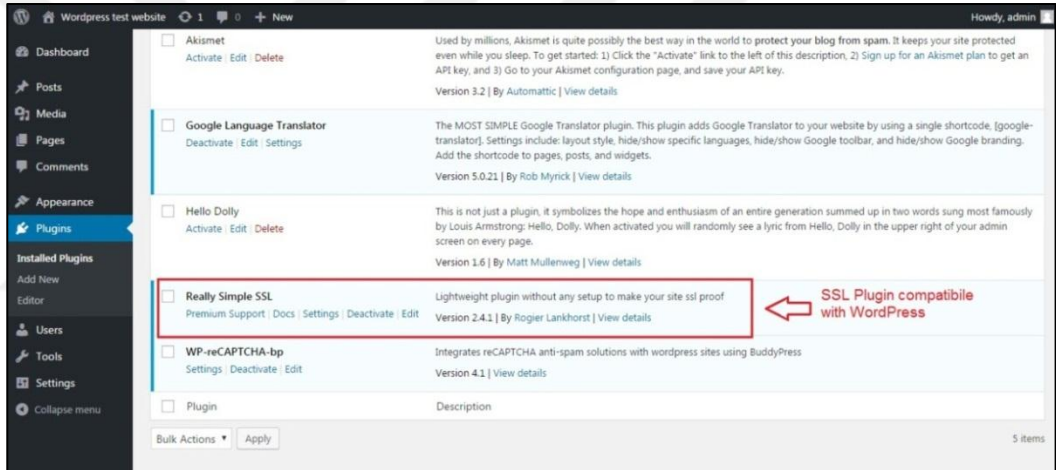 Wordpress test website 1 0 + New Howdy, admin
Dashboard
Posts
Media
Pages
Comments
Appearance
Plugins
Installed Plugins
Add New
Editor
Users
Tools
Settings
Collapse menu
Akismet
Activate | Edit | Delete
Used by millions, Akismet is quite possibly the best way in the world to protect your blog from spam. It keeps your site protected
even while you sleep. To get started: 1) Click the "Activate" link to the left of this description, 2) Sign up for an Akismet plan to get an
API key, and 3) Go to your Akismet configuration page, and save your API key.
Version 3.2 | By Automattic | View details
Google Language Translator
Deactivate | Edit | Settings
The MOST SIMPLE Google Translator plugin. This plugin adds Google Translator to your website by using a single shortcode, [google-
translator]. Settings include: layout style, hide/show specific languages, hide/show Google toolbar, and hide/show Google branding.
Add the shortcode to pages, posts, and widgets.
Version 5.0.21 | By Rob Myrick | View details
Hello Dolly
Activate | Edit | Delete
This is not just a plugin, it symbolizes the hope and enthusiasm of an entire generation summed up in two words sung most famously
by Louis Armstrong: Hello, Dolly. When activated you will randomly see a lyric from Hello, Dolly in the upper right of your admin
screen on every page.
Version 1.6 | By Matt Mullenweg | View details
Really Simple SSL
Premium Support | Docs | Settings | Deactivate | Edit
Lightweight plugin without any setup to make your site ssl proof
Version 2.4.1 | By Rogier Lankhorst | View details
SSL Plugin compatibile
with WordPress
WP-reCAPTCHA-bp
Settings | Deactivate | Edit
Integrates reCAPTCHA anti-spam solutions with wordpress sites using BuddyPress
Version 4.1 | View details
Plugin Description
Bulk Actions Apply 5 items